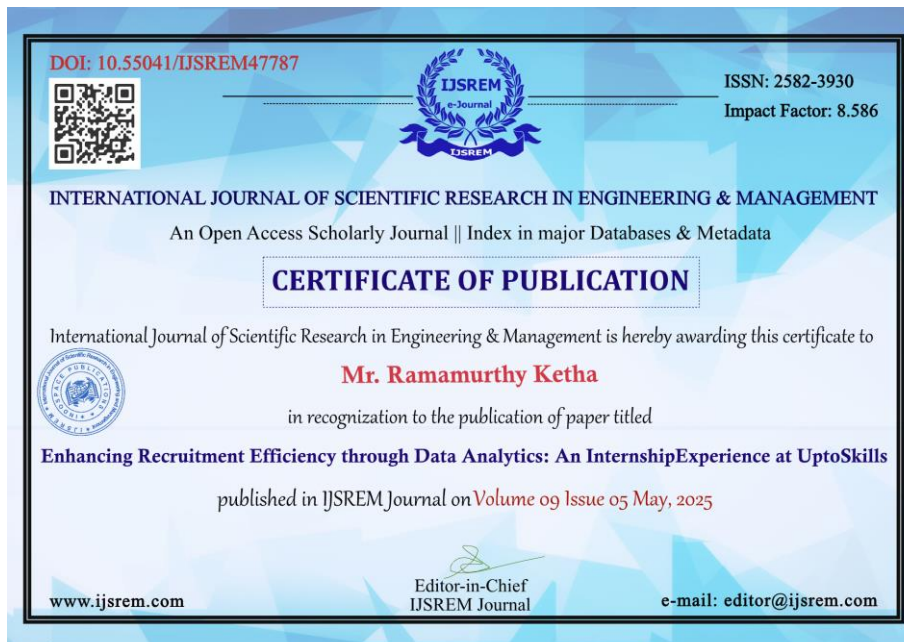 DOI: 10.55041/IJSREM47787
IJSREM
e-Journal
IJSREM
ISSN: 2582-3930
Impact Factor: 8.586
INTERNATIONAL JOURNAL OF SCIENTIFIC RESEARCH IN ENGINEERING & MANAGEMENT
An Open Access Scholarly Journal || Index in major Databases & Metadata
CERTIFICATE OF PUBLICATION
International Journal of Scientific Research in Engineering & Management is hereby awarding this certificate to
Mr. Ramamurthy Ketha
in recognization to the publication of paper titled
Enhancing Recruitment Efficiency through Data Analytics: An InternshipExperience at UptoSkills
published in IJSREM Journal on Volume 09 Issue 05 May, 2025
Editor-in-Chief
IJSREM Journal
www.ijsrem.com
e-mail: editor@ijsrem.com